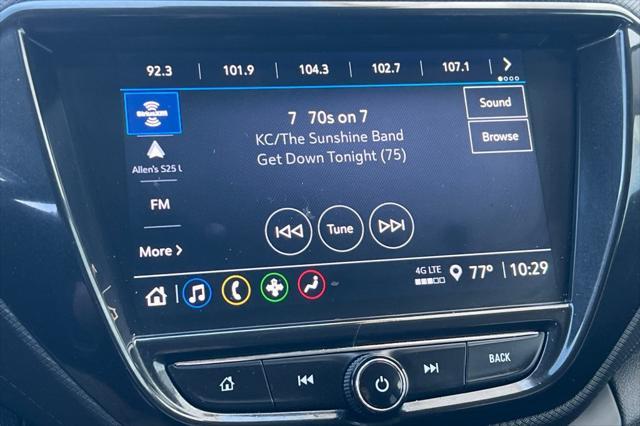 92.3 101.9 104.3 102.7 107.1
SiriusXM
7 70s on 7
Sound
KC/The Sunshine Band
Browse
Get Down Tonight (75)
Allen's S25 U
FM
Tune
More
4G LTE 77° 10:29
BACK